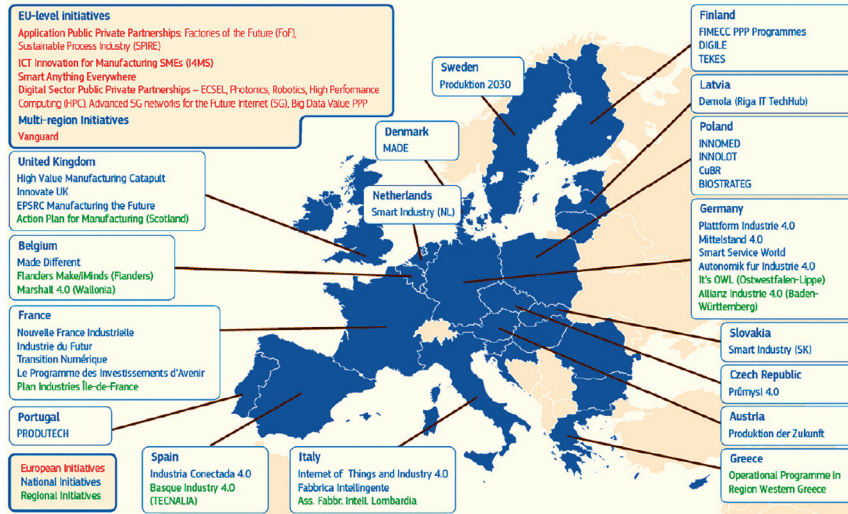 EU-level initiatives
Application Public Private Partnerships: Factories of the Future (FoF),
Sustainable Process Industry (SPIRE)
ICT Innovation for Manufacturing SMEs (I4MS)
Smart Anything Everywhere
Digital Sector Public Private Partnerships – ECSEL, Photonics, Robotics, High Performance
Computing (HPC), Advanced 5G networks for the Future Internet (5G), Big Data Value PPP
Multi-region Initiatives
Vanguard
United Kingdom
High Value Manufacturing Catapult
Innovate UK
EPSRC Manufacturing the Future
Action Plan for Manufacturing (Scotland)
Belgium
Made Different
Flanders Make/iMinds (Flanders)
Marshall 4.0 (Wallonia)
France
Nouvelle France Industrielle
Industrie du Futur
Transition Numérique
Le Programme des Investissements d'Avenir
Plan Industries Île-de-France
Portugal
PRODUTECH
European Initiatives
National Initiatives
Regional Initiatives
Spain
Industria Conectada 4.0
Basque Industry 4.0
(TECNALIA)
Italy
Internet of Things and Industry 4.0
Fabbrica Intellingente
Ass. Fabbr. Intell. Lombardia
Denmark
MADE
Netherlands
Smart Industry (NL)
Sweden
Produktion 2030
Finland
FIMECC PPP Programmes
DIGILE
TEKES
Latvia
Demola (Riga IT TechHub)
Poland
INNOMED
INNOLOT
CuBR
BIOSTRATEG
Germany
Plattform Industrie 4.0
Mittelstand 4.0
Smart Service World
Autonomik fur Industrie 4.0
It's OWL (Ostwestfalen-Lippe)
Allianz Industrie 4.0 (Baden-
Württemberg)
Slovakia
Smart Industry (SK)
Czech Republic
Průmysl 4.0
Austria
Produktion der Zukunft
Greece
Operational Programme in
Region Western Greece